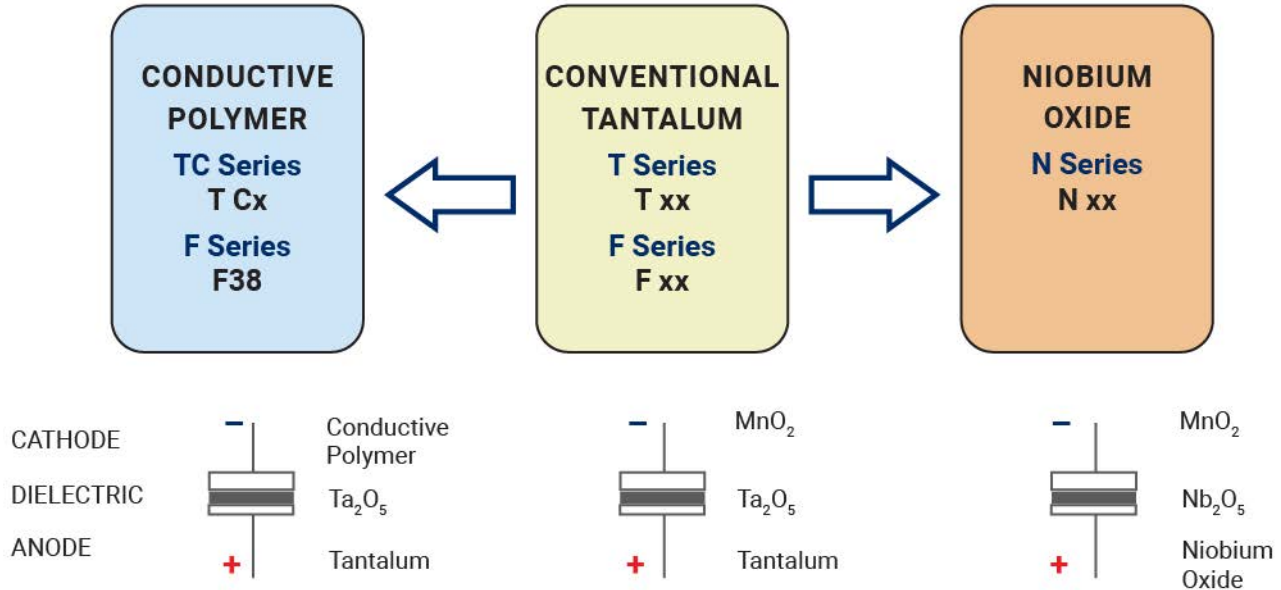 CONDUCTIVE
POLYMER
TC Series
T Cx
F Series
F38
CONVENTIONAL
TANTALUM
T Series
T xx
F Series
F xx
NIOBIUM
OXIDE
N Series
N xx
CATHODE
DIELECTRIC
ANODE
−
Conductive
Polymer
Ta₂O₅
+
Tantalum
−
MnO₂
Ta₂O₅
+
Tantalum
−
MnO₂
Nb₂O₅
+
Niobium
Oxide